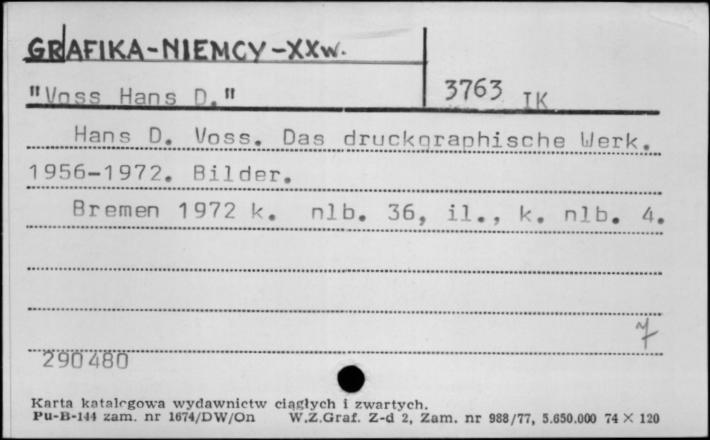 GRAFIKA-NIEMCY-XXw.
"Voss Hans D." 3763 IK
Hans D. Voss. Das druckgraphische Werk.
1956-1972. Bilder.
Bremen 1972 k. nlb. 36, il., k. nlb. 4.
290480
Karta katalogowa wydawnictw ciągłych i zwartych.
Pu-B-144 zam. nr 1674/DW/On W.Z.Graf. Z-d 2, Zam. nr 988/77, 5.650.000 74 × 120